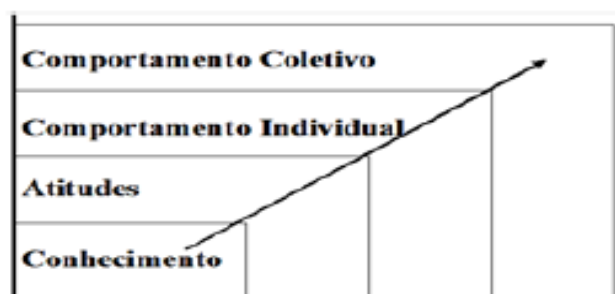 Comportamento Coletivo
Comportamento Individual
Atitudes
Conhecimento